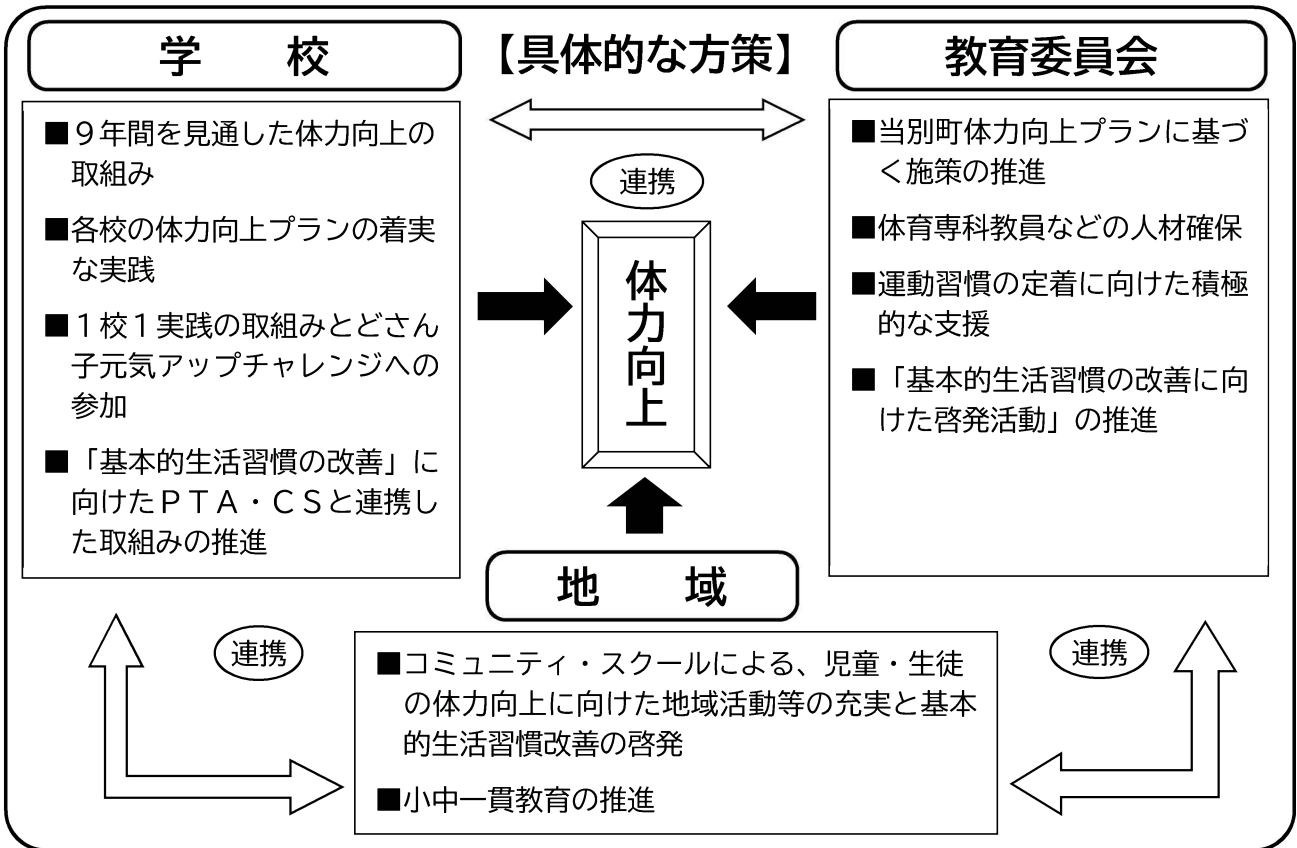 学　　校
【具体的な方策】
教育委員会
■９年間を見通した体力向上の
取組み
■各校の体力向上プランの着実
な実践
■１校１実践の取組みとどさん
子元気アップチャレンジへの
参加
■「基本的生活習慣の改善」に
向けたＰＴＡ・ＣＳと連携し
た取組みの推進
連携
体力向上
■当別町体力向上プランに基づ
く施策の推進
■体育専科教員などの人材確保
■運動習慣の定着に向けた積極
的な支援
■「基本的生活習慣の改善に向
けた啓発活動」の推進
地　　域
連携
連携
■コミュニティ・スクールによる、児童・生徒
の体力向上に向けた地域活動等の充実と基本
的生活習慣改善の啓発
■小中一貫教育の推進